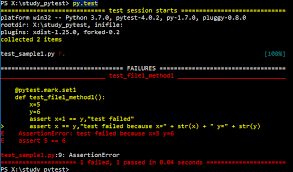 PS X:\study_pytest> py.test
============================= test session starts =============================
platform win32 -- Python 3.7.0, pytest-4.0.2, py-1.7.0, pluggy-0.8.0
rootdir: X:\study_pytest, inifile:
plugins: xdist-1.25.0, forked-0.2
collected 2 items
test_sample1.py F. [100%]
================================== FAILURES ===================================
test_file1_method1
@pytest.mark.set1
def test_file1_method1():
x=5
y=6
assert x+1 == y,"test failed"
> assert x == y,"test failed because x=" + str(x) + " y=" + str(y)
E AssertionError: test failed because x=5 y=6
E assert 5 == 6
test_sample1.py:9: AssertionError
1 failed, 1 passed in 0.04 seconds
PS X:\study_pytest>